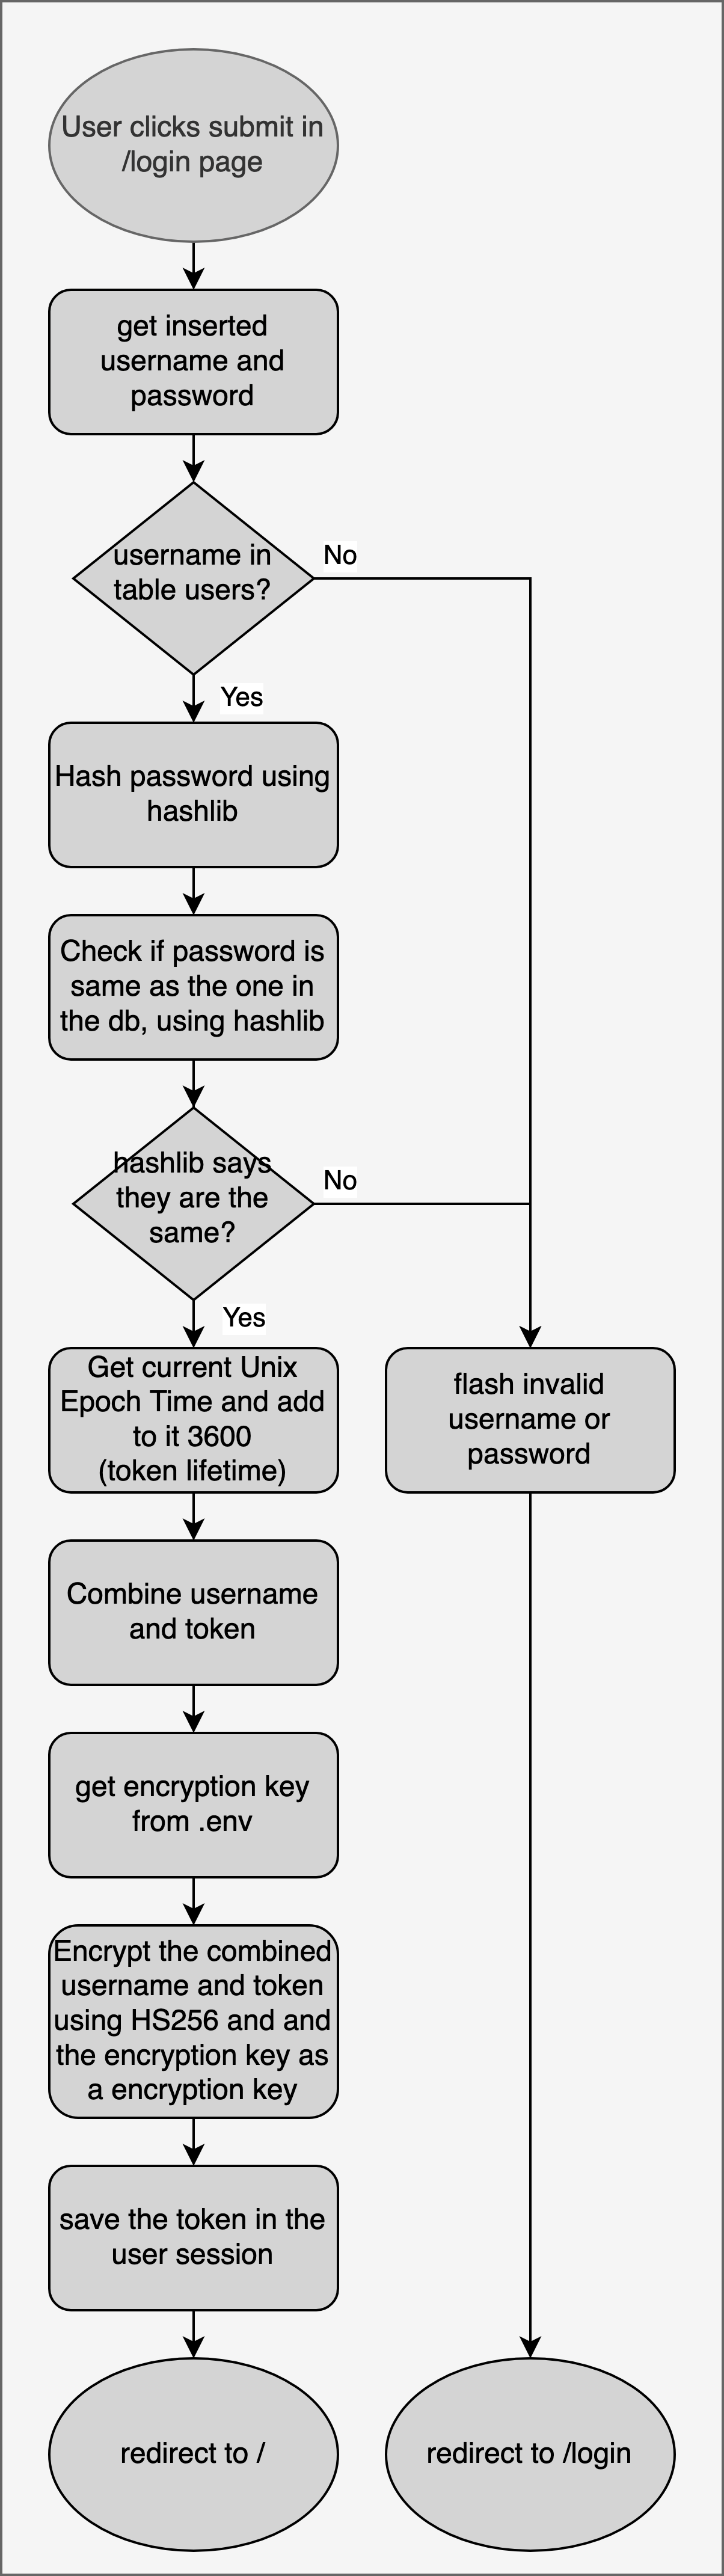 User clicks submit in
/login page
get inserted
username and
password
username in
table users?
No
Yes
Hash password using
hashlib
Check if password is
same as the one in
the db, using hashlib
hashlib says
they are the
same?
No
Yes
Get current Unix
Epoch Time and add
to it 3600
(token lifetime)
flash invalid
username or
password
Combine username
and token
get encryption key
from .env
Encrypt the combined
username and token
using HS256 and and
the encryption key as
a encryption key
save the token in the
user session
redirect to /
redirect to /login